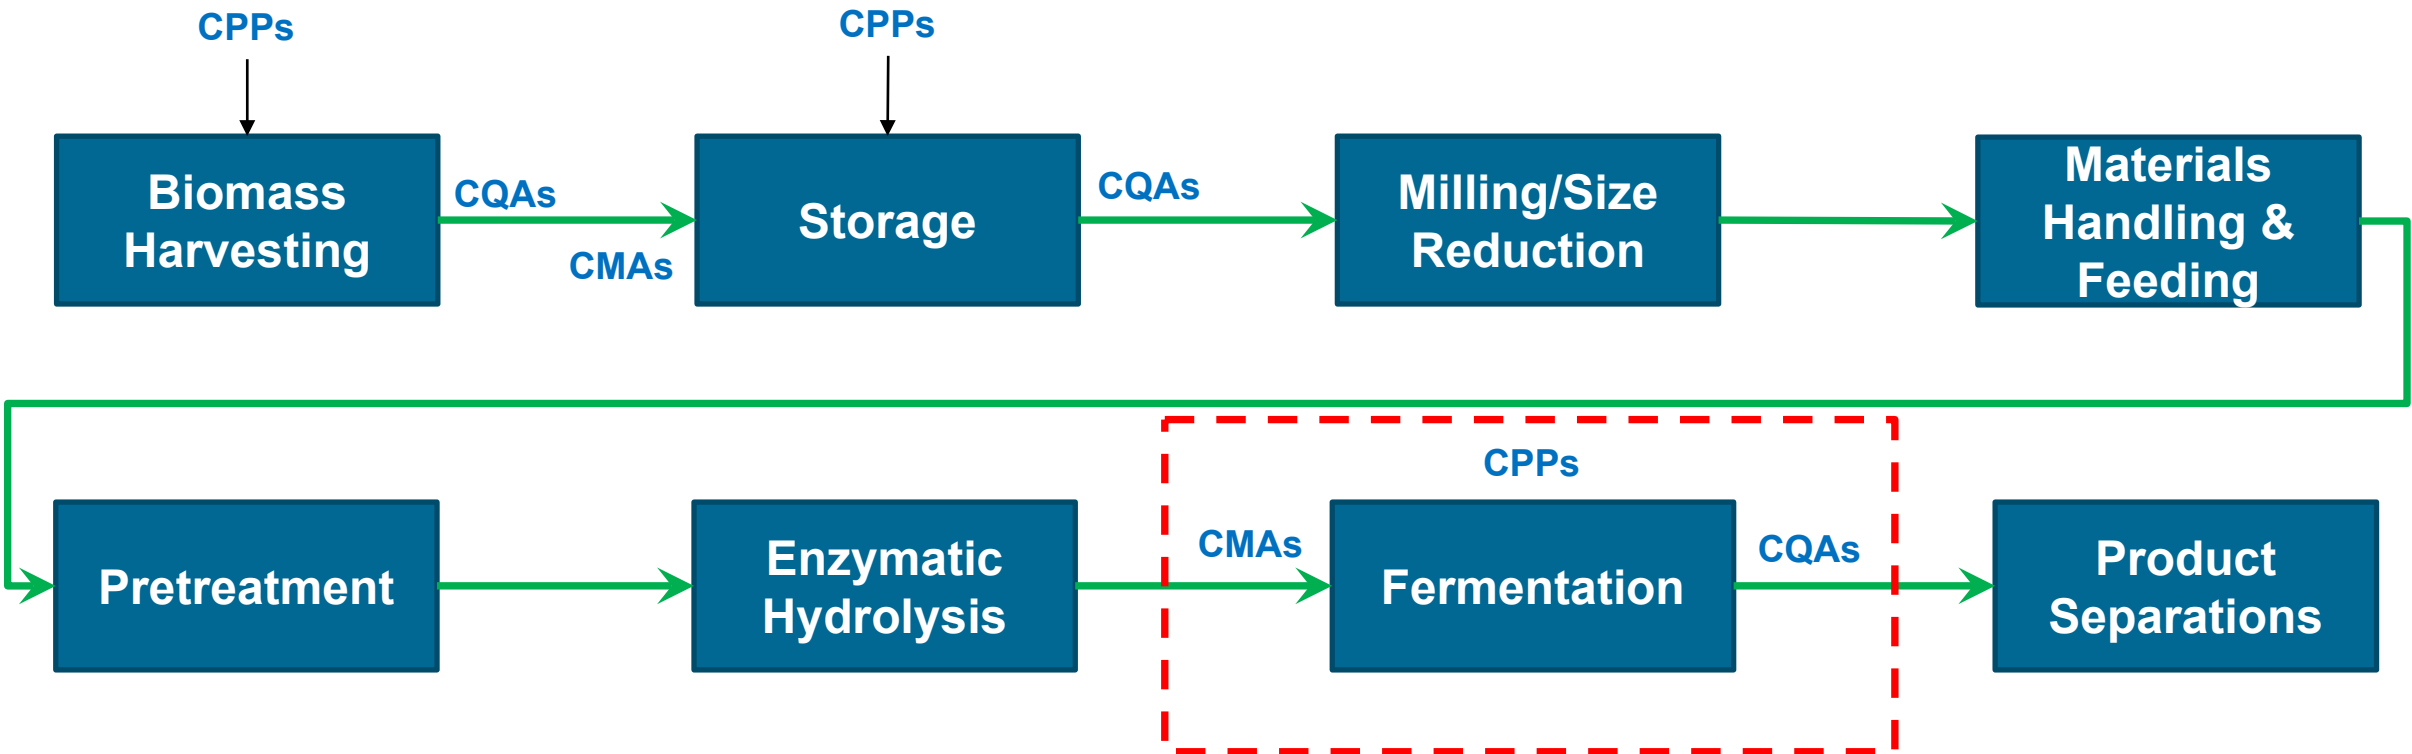 CPPs
CPPs
Biomass
Harvesting
CQAs
CMAs
Storage
CQAs
Milling/Size
Reduction
Materials
Handling &
Feeding
Pretreatment
Enzymatic
Hydrolysis
CPPs
CMAs
Fermentation
CQAs
Product
Separations